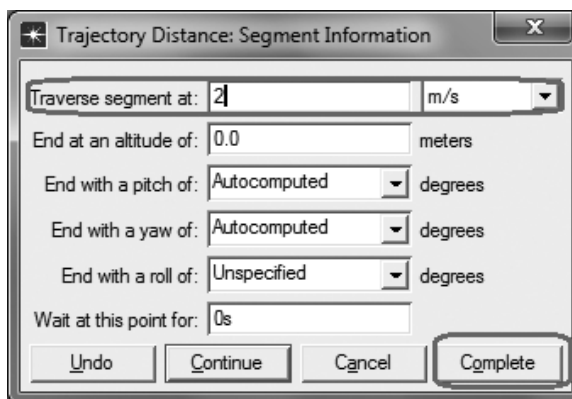 Trajectory Distance: Segment Information X
Traverse segment at: 2 m/s
End at an altitude of: 0.0 meters
End with a pitch of: Autocomputed degrees
End with a yaw of: Autocomputed degrees
End with a roll of: Unspecified degrees
Wait at this point for: 0s
Undo Continue Cancel Complete